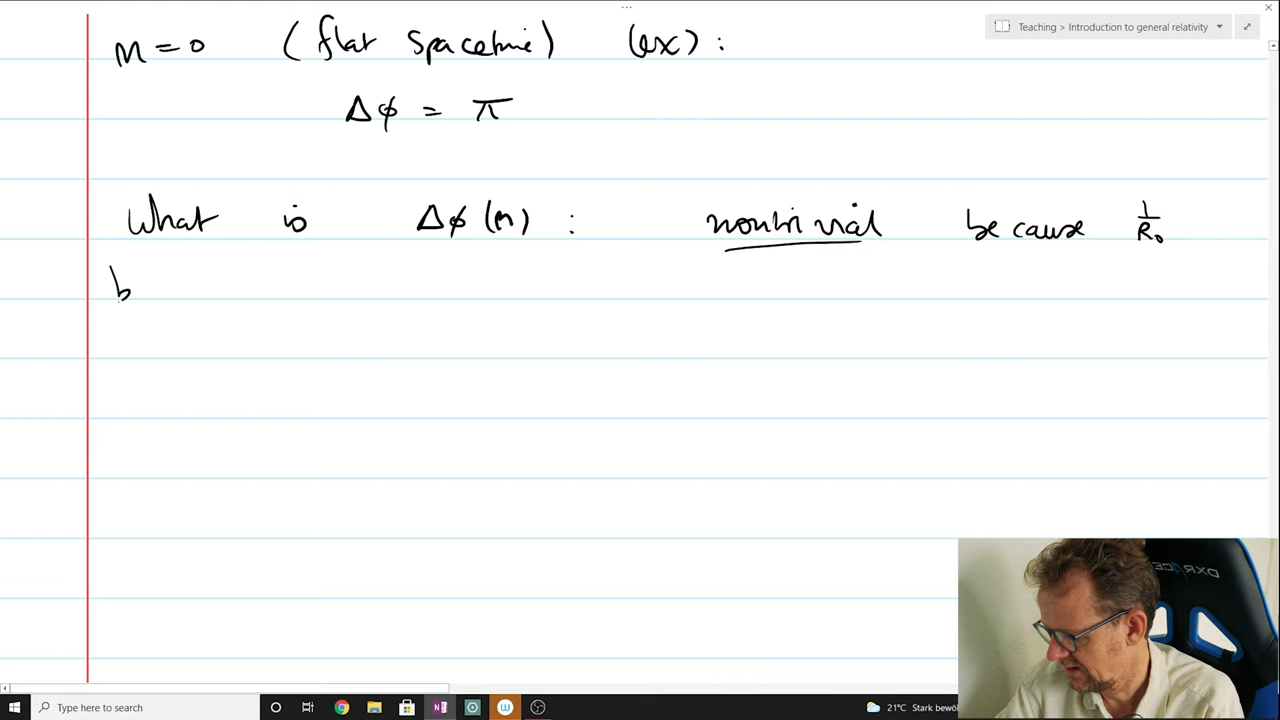 Teaching > Introduction to general relativity
M=0 (flat spacetime) (ex):
Δφ = π
What is Δφ(M): nontrivial because 1/R₀
b
DXRACE
Type here to search
21°C Stark bewöl